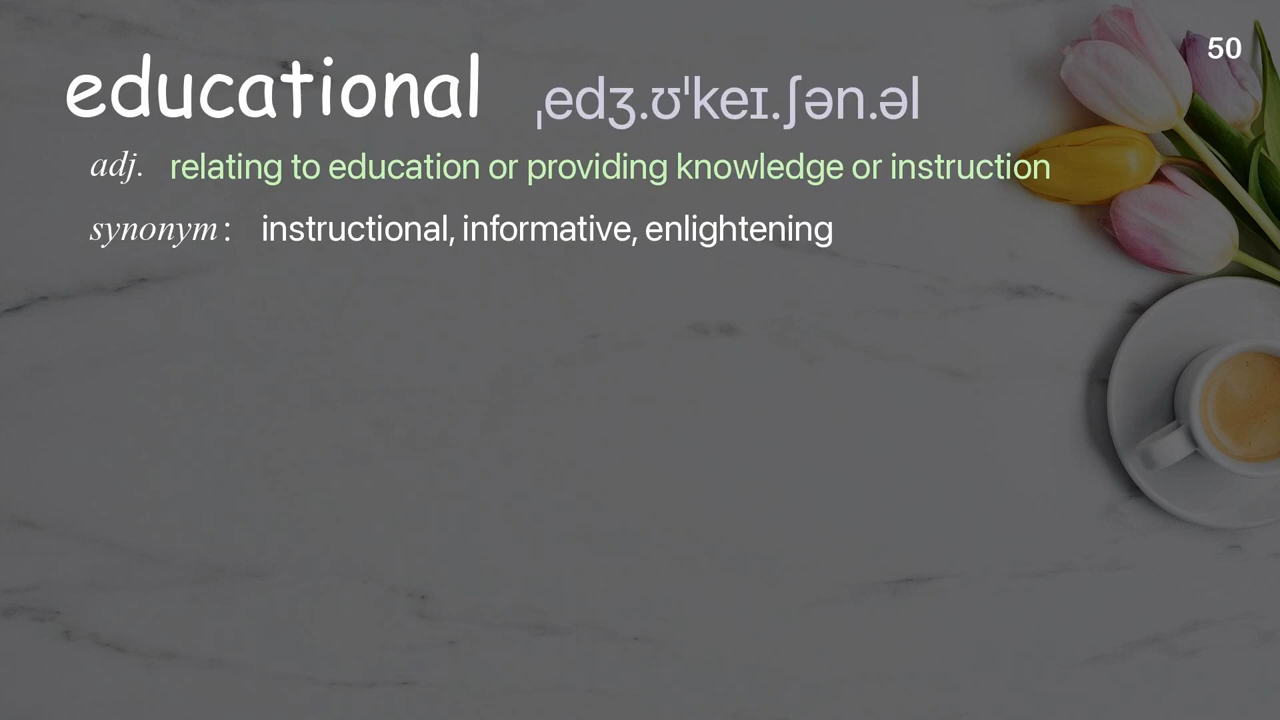 50
educational ˌedʒ.ʊˈkeɪ.ʃən.əl
adj. relating to education or providing knowledge or instruction
synonym: instructional, informative, enlightening